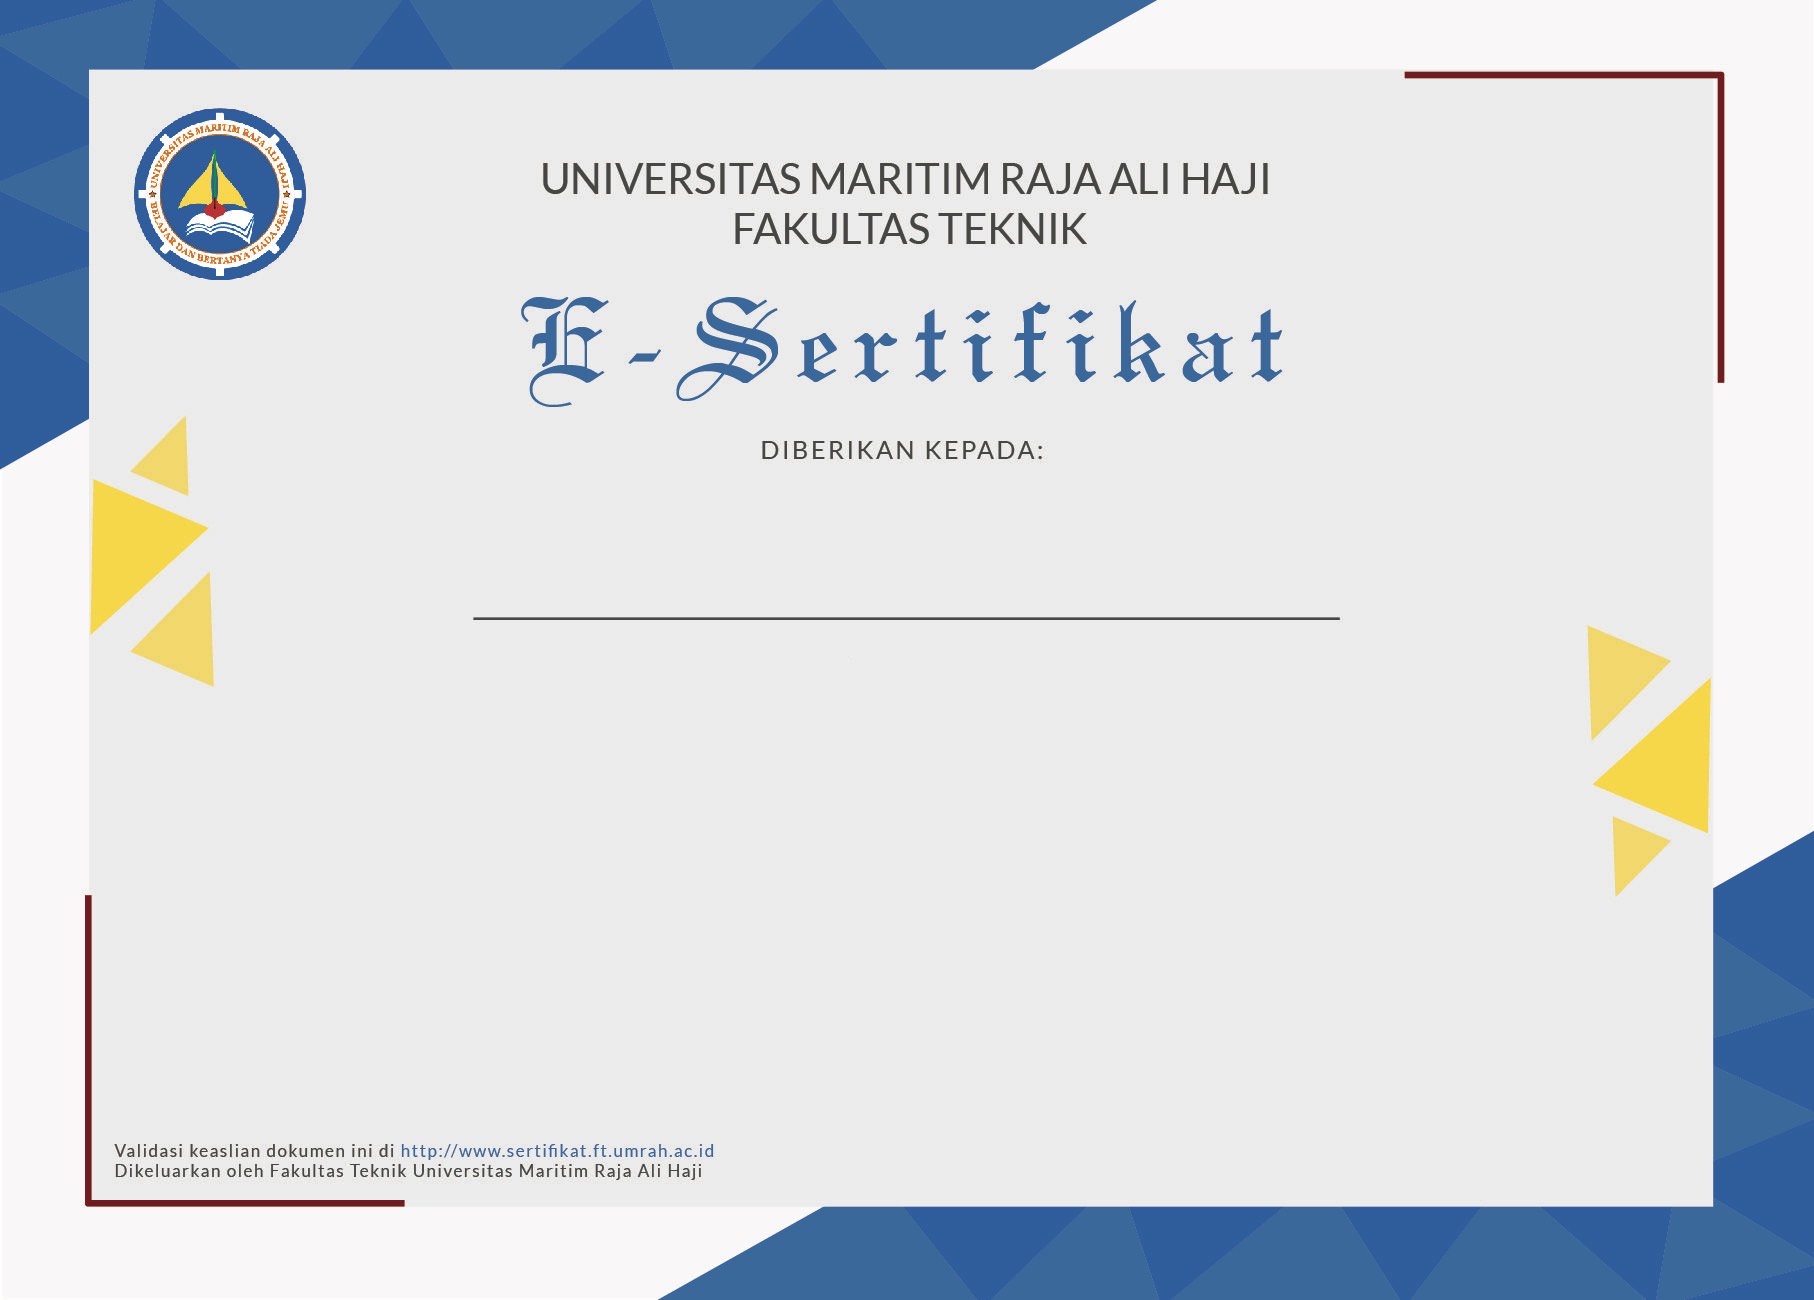 UNIVERSITAS MARITIM RAJA ALI HAJI
BELAJAR DAN BERTANYA TIADA JEMU
UNIVERSITAS MARITIM RAJA ALI HAJI
FAKULTAS TEKNIK
E-Sertifikat
DIBERIKAN KEPADA:
Validasi keaslian dokumen ini di http://www.sertifikat.ft.umrah.ac.id
Dikeluarkan oleh Fakultas Teknik Universitas Maritim Raja Ali Haji